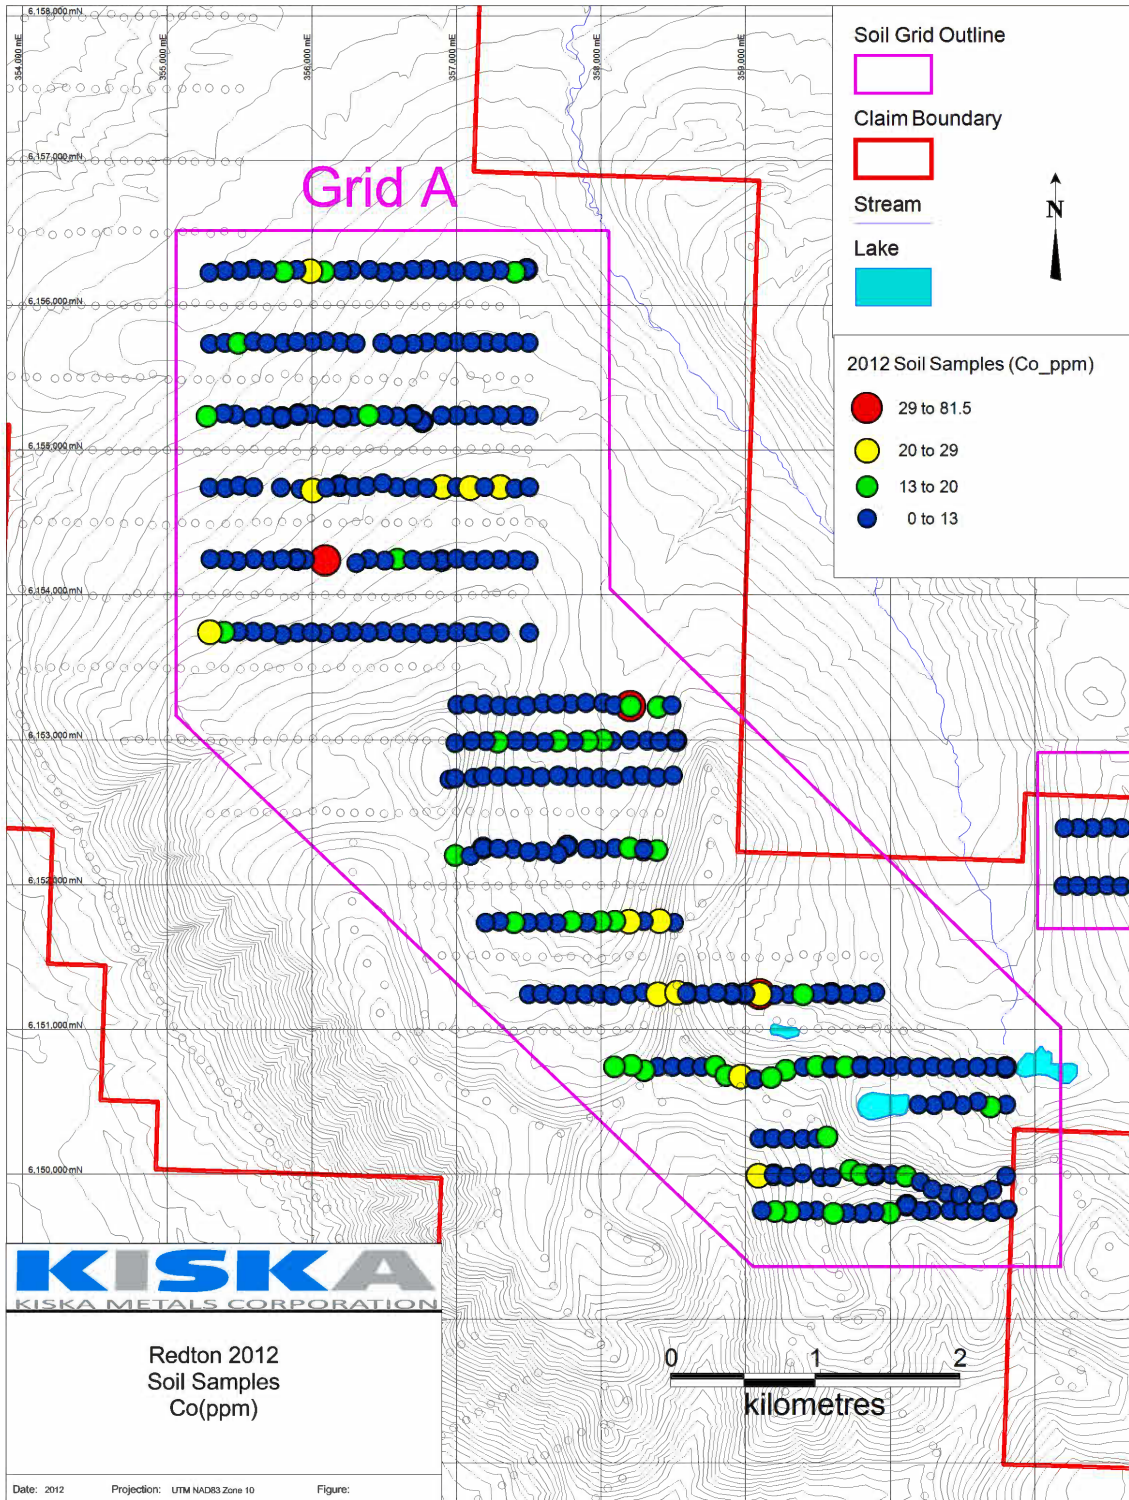 6,158,000 mN
354,000 mE
355,000 mE
356,000 mE
357,000 mE
358,000 mE
359,000 mE
Soil Grid Outline
Claim Boundary
Stream
Lake
N
6,157,000 mN
Grid A
6,156,000 mN
2012 Soil Samples (Co_ppm)
29 to 81.5
20 to 29
13 to 20
0 to 13
6,155,000 mN
6,154,000 mN
6,153,000 mN
6,152,000 mN
6,151,000 mN
6,150,000 mN
KISKA
KISKA METALS CORPORATION
Redton 2012
Soil Samples
Co(ppm)
0 1 2
kilometres
Date: 2012 Projection: UTM NAD83 Zone 10 Figure: